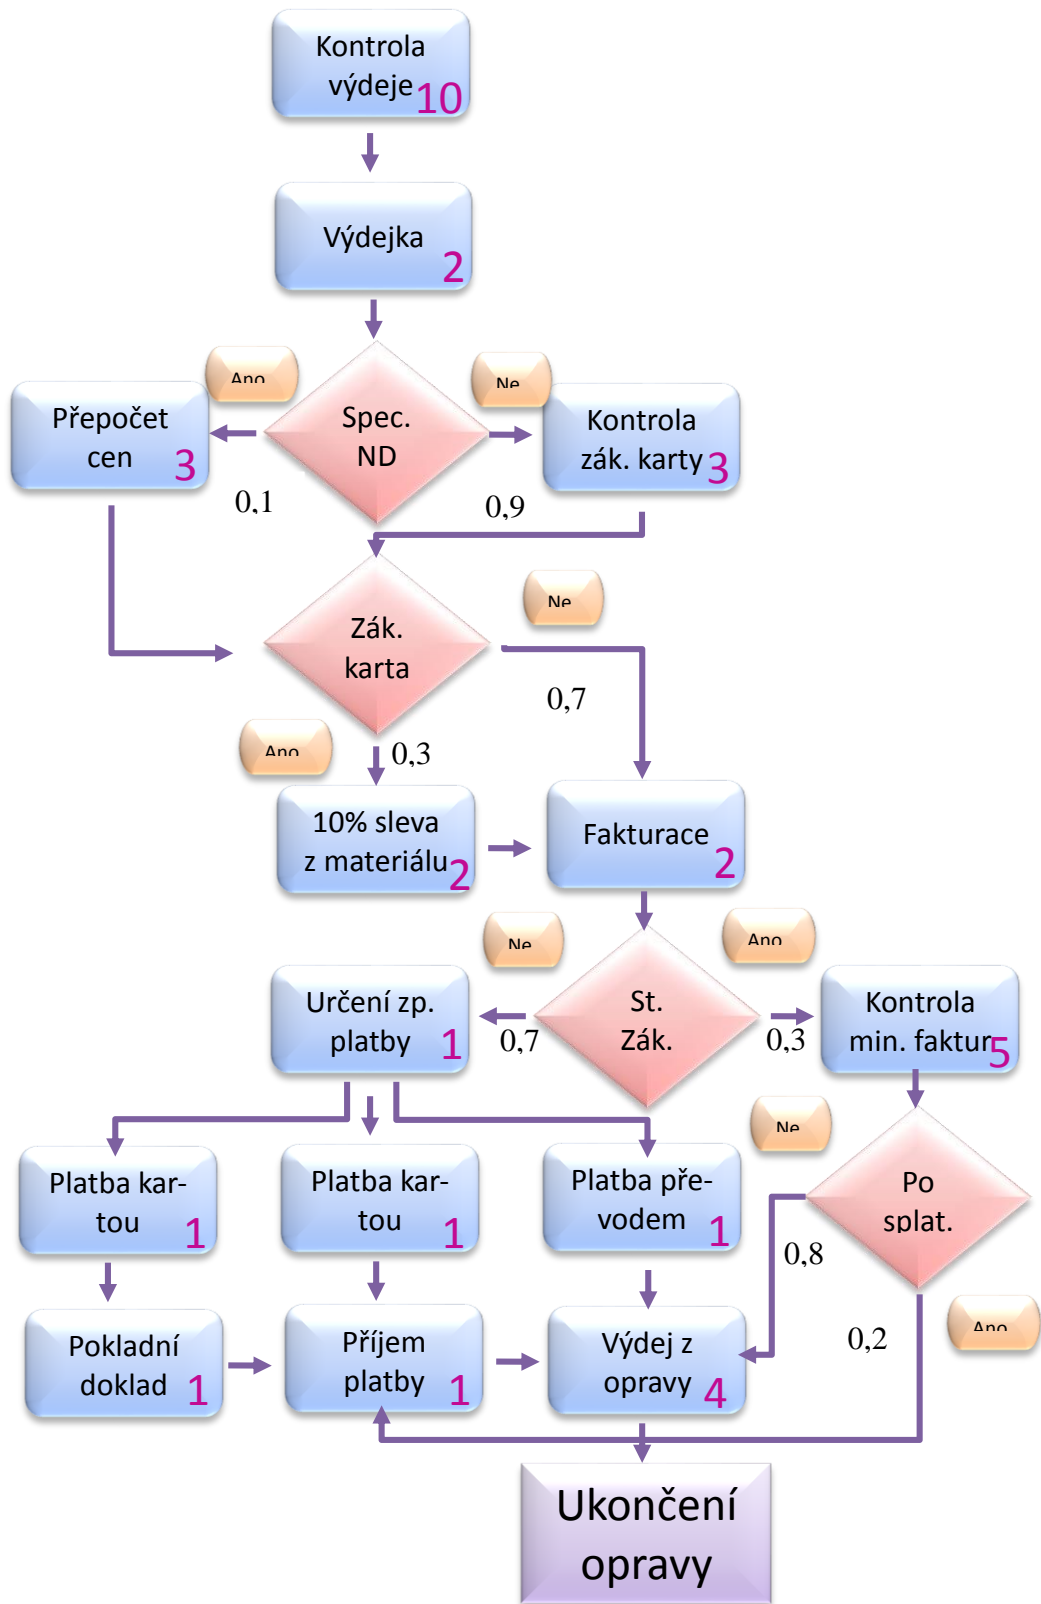 Kontrola
výdeje
10
Výdejka
2
Ano
Ne
Přepočet
cen
3
Spec.
ND
Kontrola
zák. karty
3
0,1
0,9
Ne
Zák.
karta
0,7
Ano
0,3
10% sleva
z materiálu
2
Fakturace
2
Ne
Ano
Určení zp.
platby
1
St.
Zák.
Kontrola
min. faktur
5
0,7
0,3
Ne
Platba kar-
tou
1
Platba kar-
tou
1
Platba pře-
vodem
1
Po
splat.
0,8
Ano
0,2
Pokladní
doklad
1
Příjem
platby
1
Výdej z
opravy
4
Ukončení
opravy